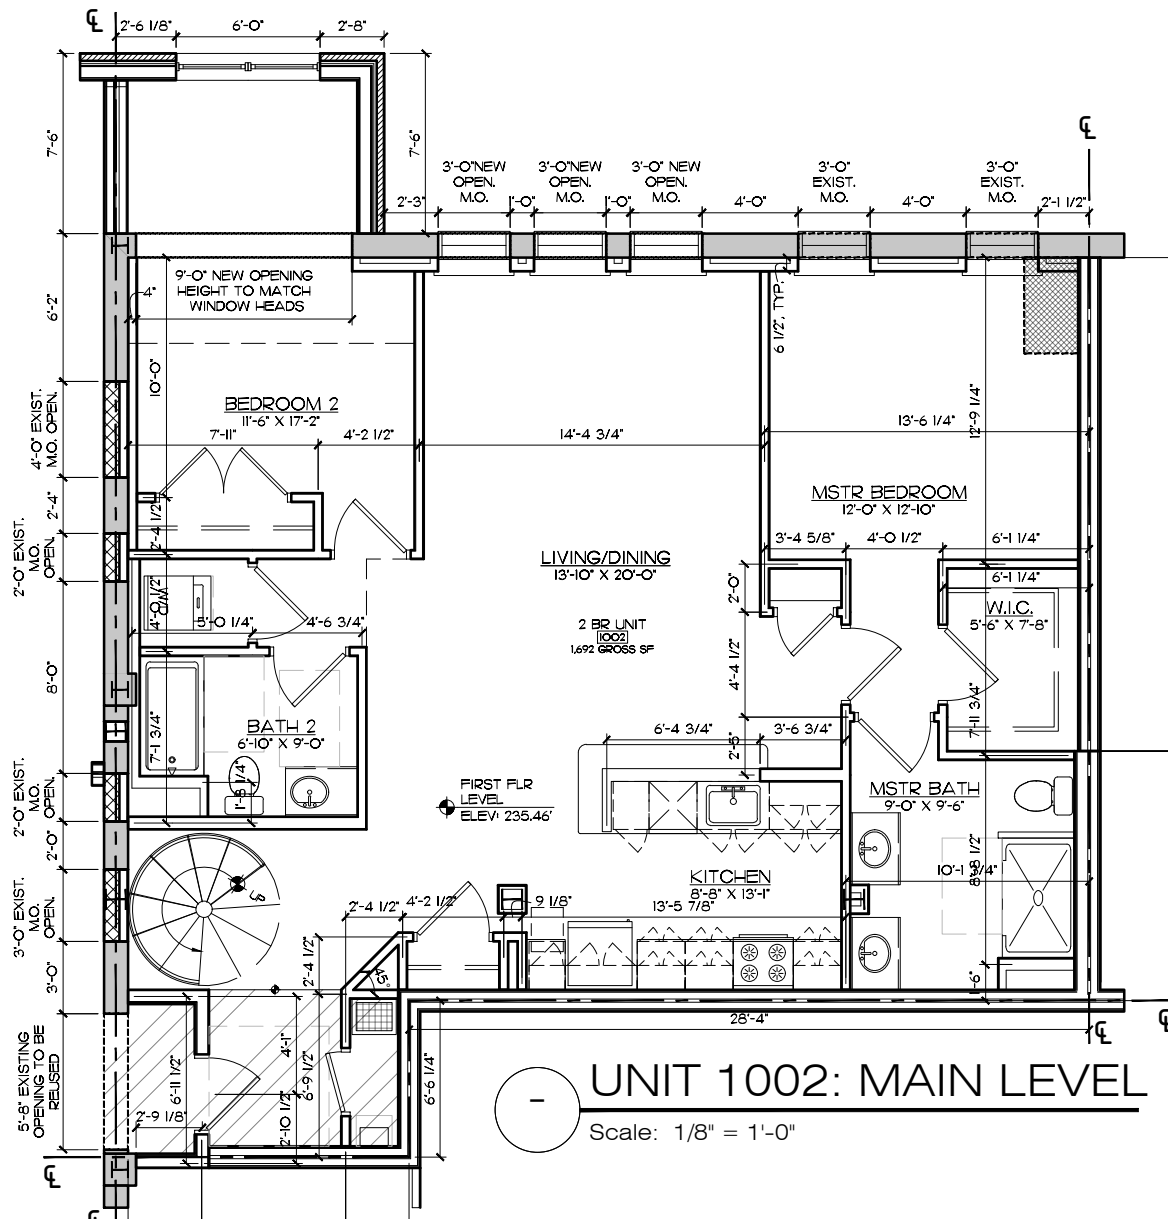 ℄
2'-6 1/8"
6'-0"
2'-8"
7'-6"
7'-6"
℄
3'-0"NEW
OPEN.
M.O.
3'-0"NEW
OPEN.
M.O.
3'-0" NEW
OPEN.
M.O.
3'-0"
EXIST.
M.O.
3'-0"
EXIST.
M.O.
2'-3"
1'-0"
1'-0"
4'-0"
4'-0"
2'-1 1/2"
9'-0" NEW OPENING
HEIGHT TO MATCH
WINDOW HEADS
4"
6'-2"
6 1/2", TYP.
10'-0"
12'-9 1/4"
4'-0" EXIST.
M.O. OPEN.
BEDROOM 2
11'-6" X 17'-2"
7'-11"
4'-2 1/2"
14'-4 3/4"
13'-6 1/4"
2'-4"
2'-4 1/2"
MSTR BEDROOM
12'-0" X 12'-10"
3'-4 5/8"
4'-0 1/2"
6'-1 1/4"
2'-0" EXIST.
M.O.
OPEN.
LIVING/DINING
13'-10" X 20'-0"
2'-0"
6'-1 1/4"
4'-0 1/2"
W/D
5'-0 1/4"
4'-6 3/4"
2 BR UNIT
1002
1,692 GROSS SF
W.I.C.
5'-6" X 7'-8"
8'-0"
4'-4 1/2"
7'-1 3/4"
BATH 2
6'-10" X 9'-0"
6'-4 3/4"
2'-5"
3'-6 3/4"
7'-11 3/4"
2'-0" EXIST.
M.O.
OPEN.
1'-8 1/4"
FIRST FLR
LEVEL
ELEV: 235.46'
MSTR BATH
9'-0" X 9'-6"
2'-0"
8'-8 1/2"
10'-1 3/4"
KITCHEN
8'-8" X 13'-1"
UP
3'-0" EXIST.
M.O.
OPEN.
2'-4 1/2"
4'-2 1/2"
9 1/8"
13'-5 7/8"
3'-0"
2'-4 1/2"
45°
1'-6"
28'-4"
℄
℄
5'-8" EXISTING
OPENING TO BE
REUSED
6'-11 1/2"
4'-1"
6'-9 1/2"
6'-6 1/4"
2'-9 1/8"
2'-10 1/2"
–
UNIT 1002: MAIN LEVEL
Scale: 1/8" = 1'-0"
℄
℄